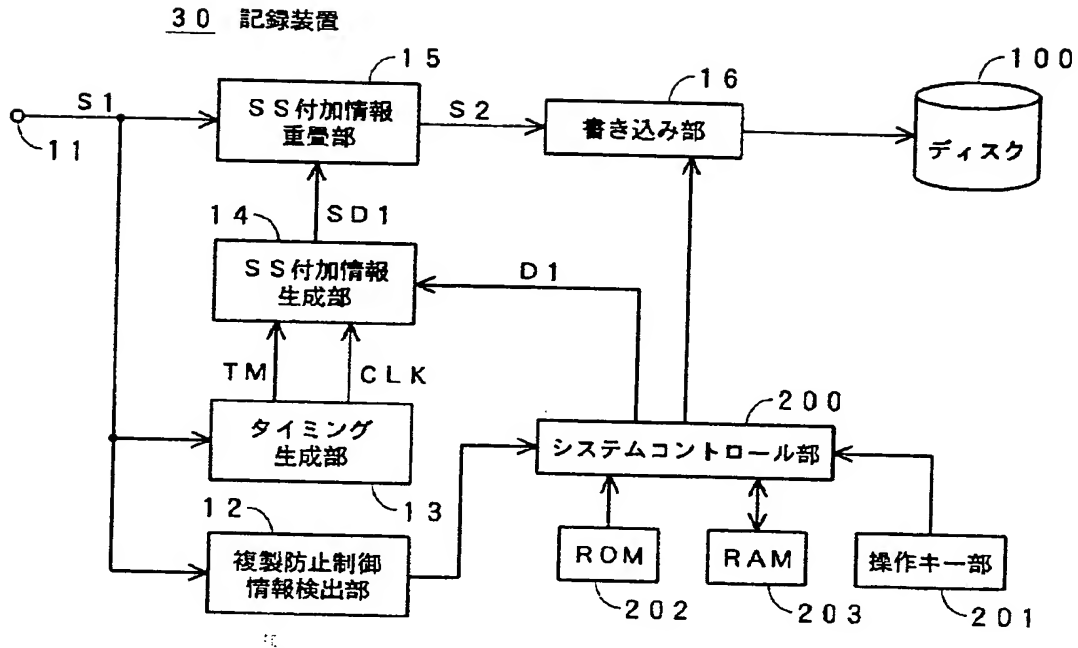 30 記録装置
15
16
100
S1
SS付加情報
重畳部
S2
書き込み部
ディスク
11
SD1
14
SS付加情報
生成部
D1
TM
CLK
200
タイミング
生成部
システムコントロール部
13
12
複製防止制御
情報検出部
ROM
RAM
操作キー部
202
203
201